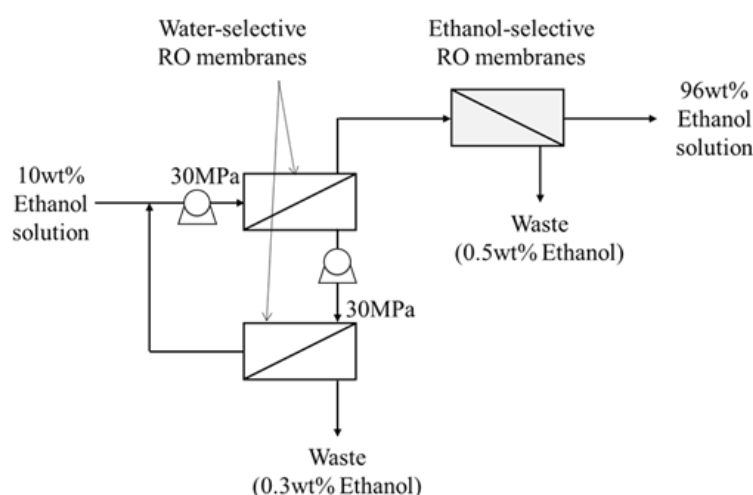 Water-selective
RO membranes
Ethanol-selective
RO membranes
96wt%
Ethanol
solution
10wt%
Ethanol
solution
30MPa
Waste
(0.5wt% Ethanol)
30MPa
Waste
(0.3wt% Ethanol)